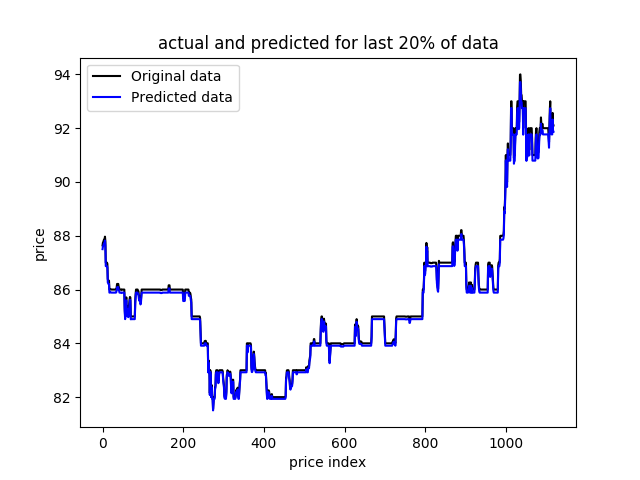 actual and predicted for last 20% of data
Original data
Predicted data
94
92
90
88
86
84
82
price
0
200
400
600
800
1000
price index